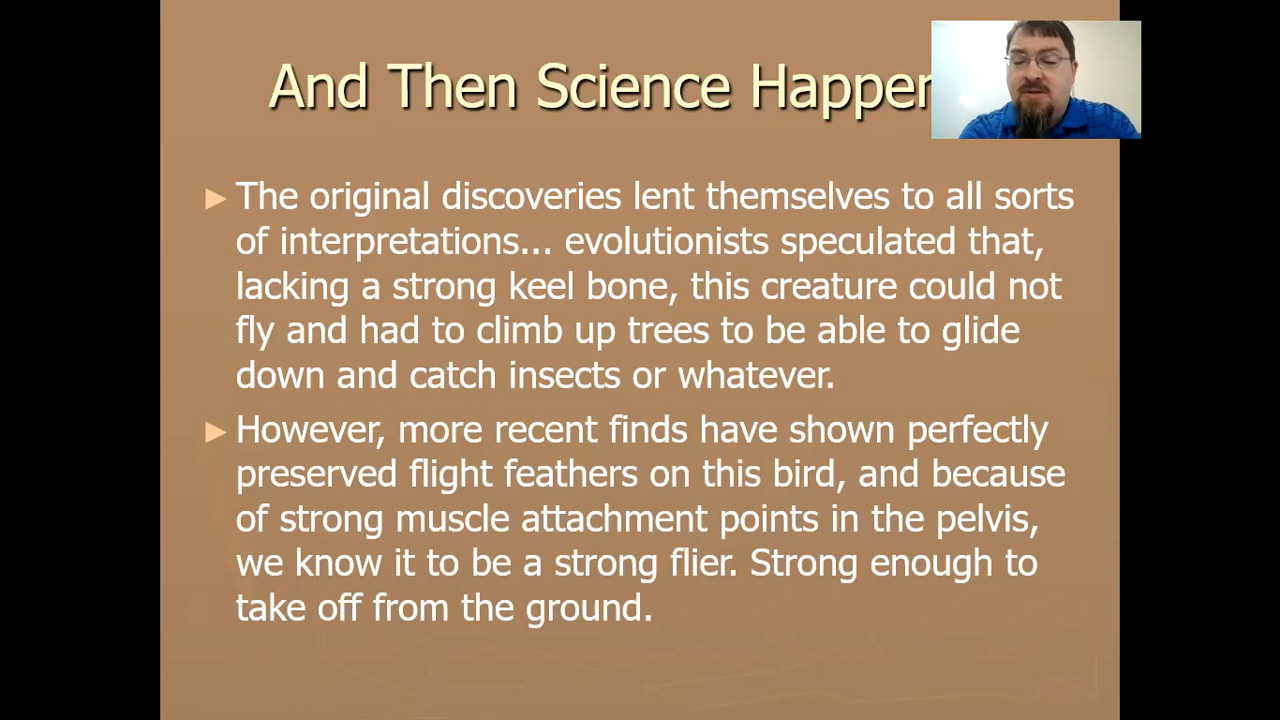 And Then Science
The original discoveries lent themselves to all sorts
of interpretations... evolutionists speculated that,
lacking a strong keel bone, this creature could not
fly and had to climb up trees to be able to glide
down and catch insects or whatever.
However, more recent finds have shown perfectly
preserved flight feathers on this bird, and because
of strong muscle attachment points in the pelvis,
we know it to be a strong flier. Strong enough to
take off from the ground.